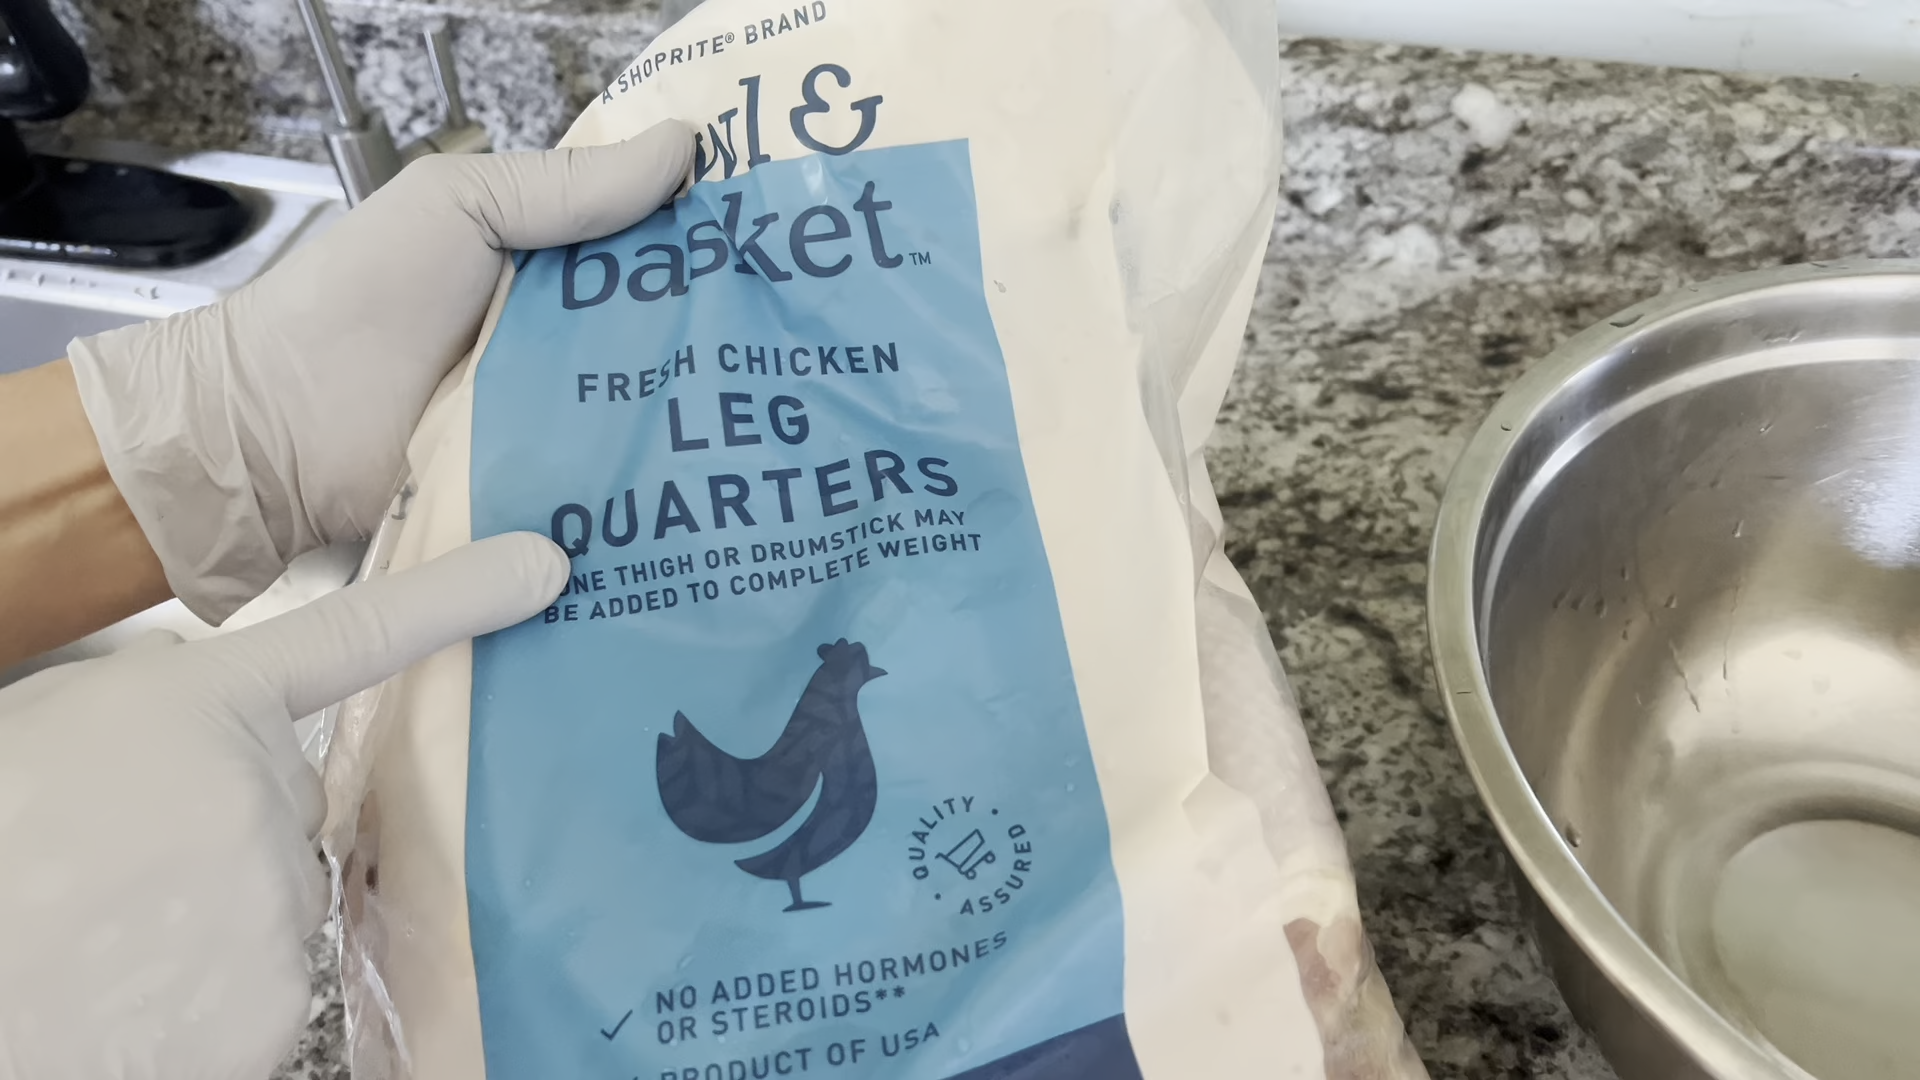 A SHOPRITE® BRAND
wl &
basket™
FRESH CHICKEN
LEG
QUARTERS
ONE THIGH OR DRUMSTICK MAY
BE ADDED TO COMPLETE WEIGHT
QUALITY
ASSURED
NO ADDED HORMONES
OR STEROIDS**
PRODUCT OF USA